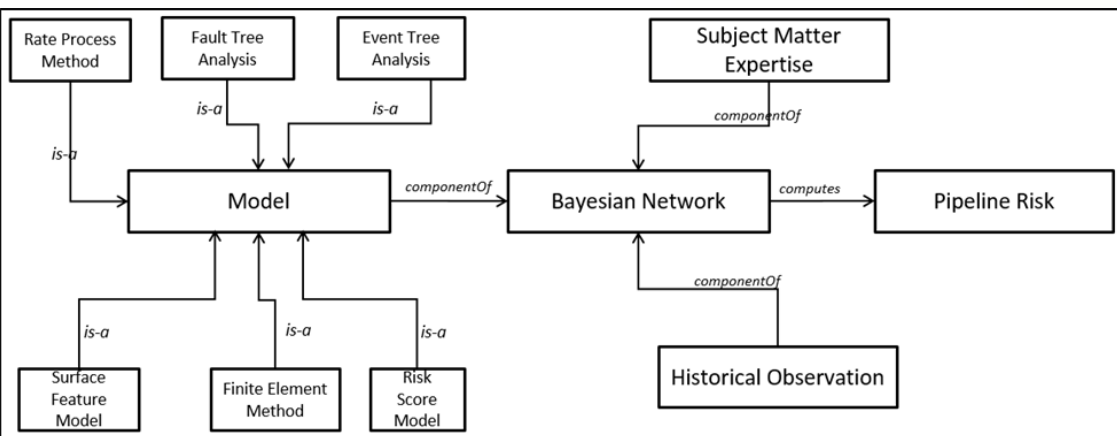 Rate Process
Method
Fault Tree
Analysis
Event Tree
Analysis
Subject Matter
Expertise
is-a
is-a
is-a
componentOf
Model
componentOf
Bayesian Network
computes
Pipeline Risk
componentOf
is-a
is-a
is-a
Surface
Feature
Model
Finite Element
Method
Risk
Score
Model
Historical Observation